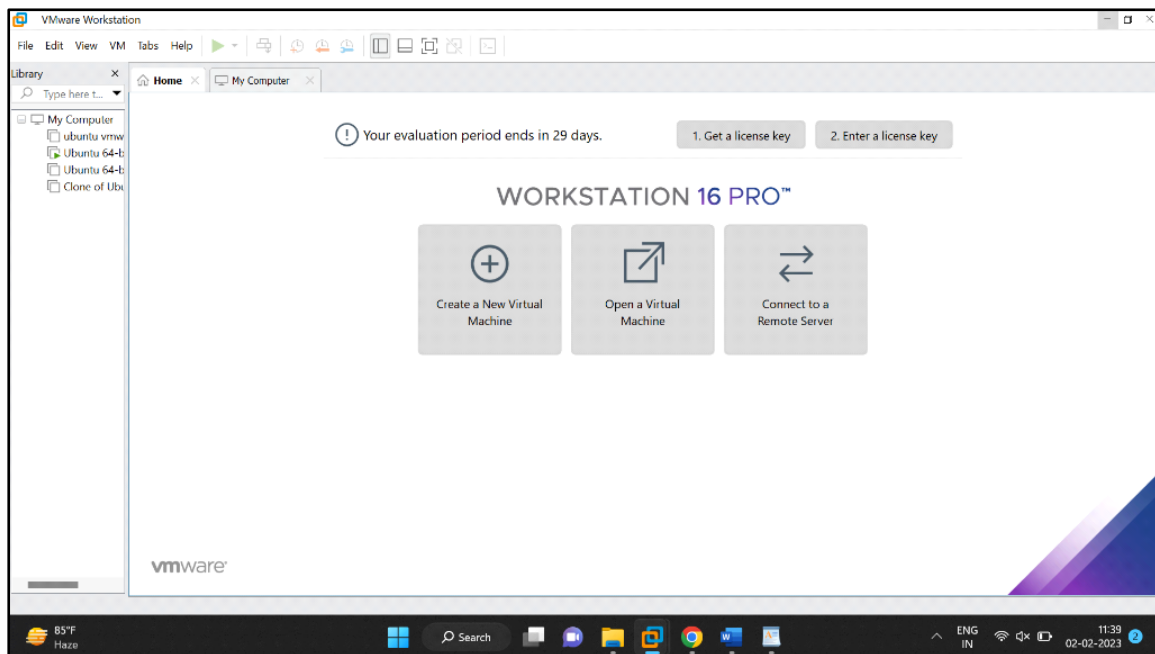 VMware Workstation
File Edit View VM Tabs Help
Library
Type here t...
My Computer
ubuntu vmw
Ubuntu 64-b
Ubuntu 64-b
Clone of Ubu
Home
My Computer
Your evaluation period ends in 29 days.
1. Get a license key
2. Enter a license key
WORKSTATION 16 PRO™
Create a New Virtual
Machine
Open a Virtual
Machine
Connect to a
Remote Server
vmware
85°F
Haze
Search
ENG
IN
11:39
02-02-2023
2